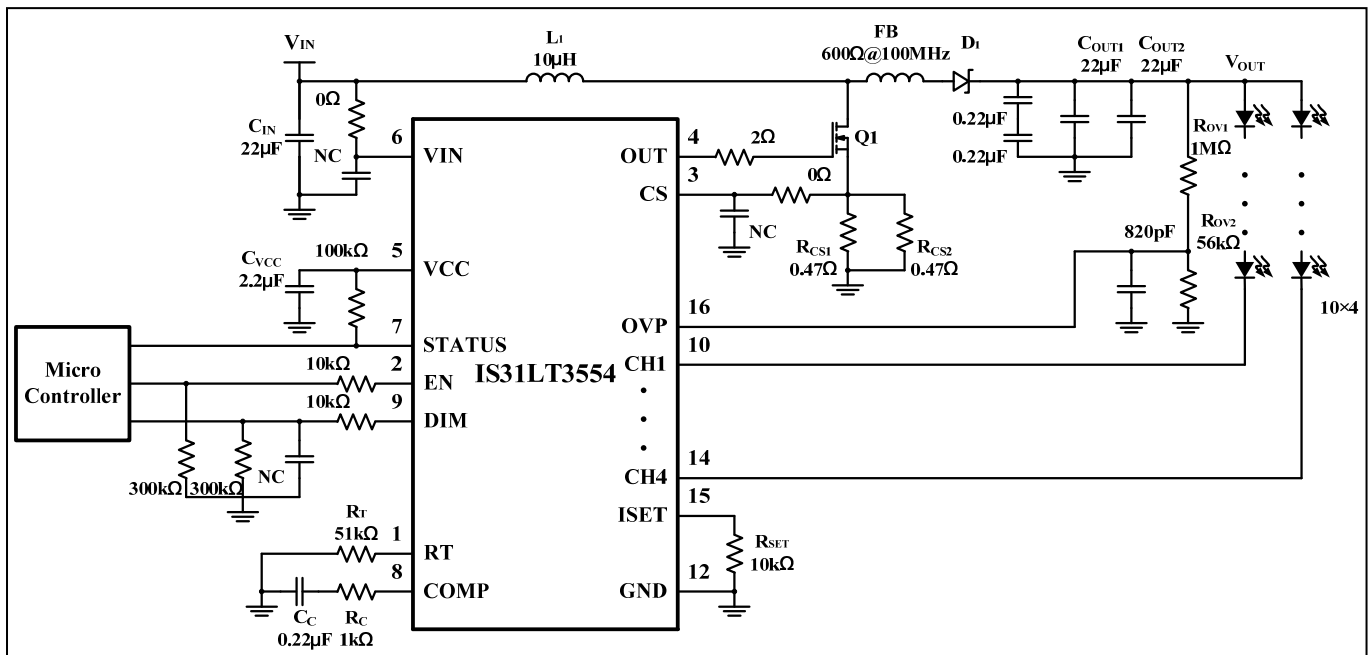 VIN
L1
10µH
FB
600Ω@100MHz
D1
COUT1
22µF
COUT2
22µF
VOUT
0Ω
CIN
22µF
NC
6
VIN
OUT
4
2Ω
Q1
0.22µF
0.22µF
ROV1
1MΩ
CS
3
0Ω
NC
RCS1
0.47Ω
RCS2
0.47Ω
820pF
ROV2
56kΩ
10×4
100kΩ
CVCC
2.2µF
5
VCC
7
STATUS
Micro
Controller
10kΩ
2
EN
10kΩ
9
DIM
IS31LT3554
OVP
16
CH1
10
CH4
14
300kΩ
300kΩ
NC
ISET
15
RSET
10kΩ
RT
51kΩ
1
RT
8
COMP
GND
12
CC
0.22µF
RC
1kΩ